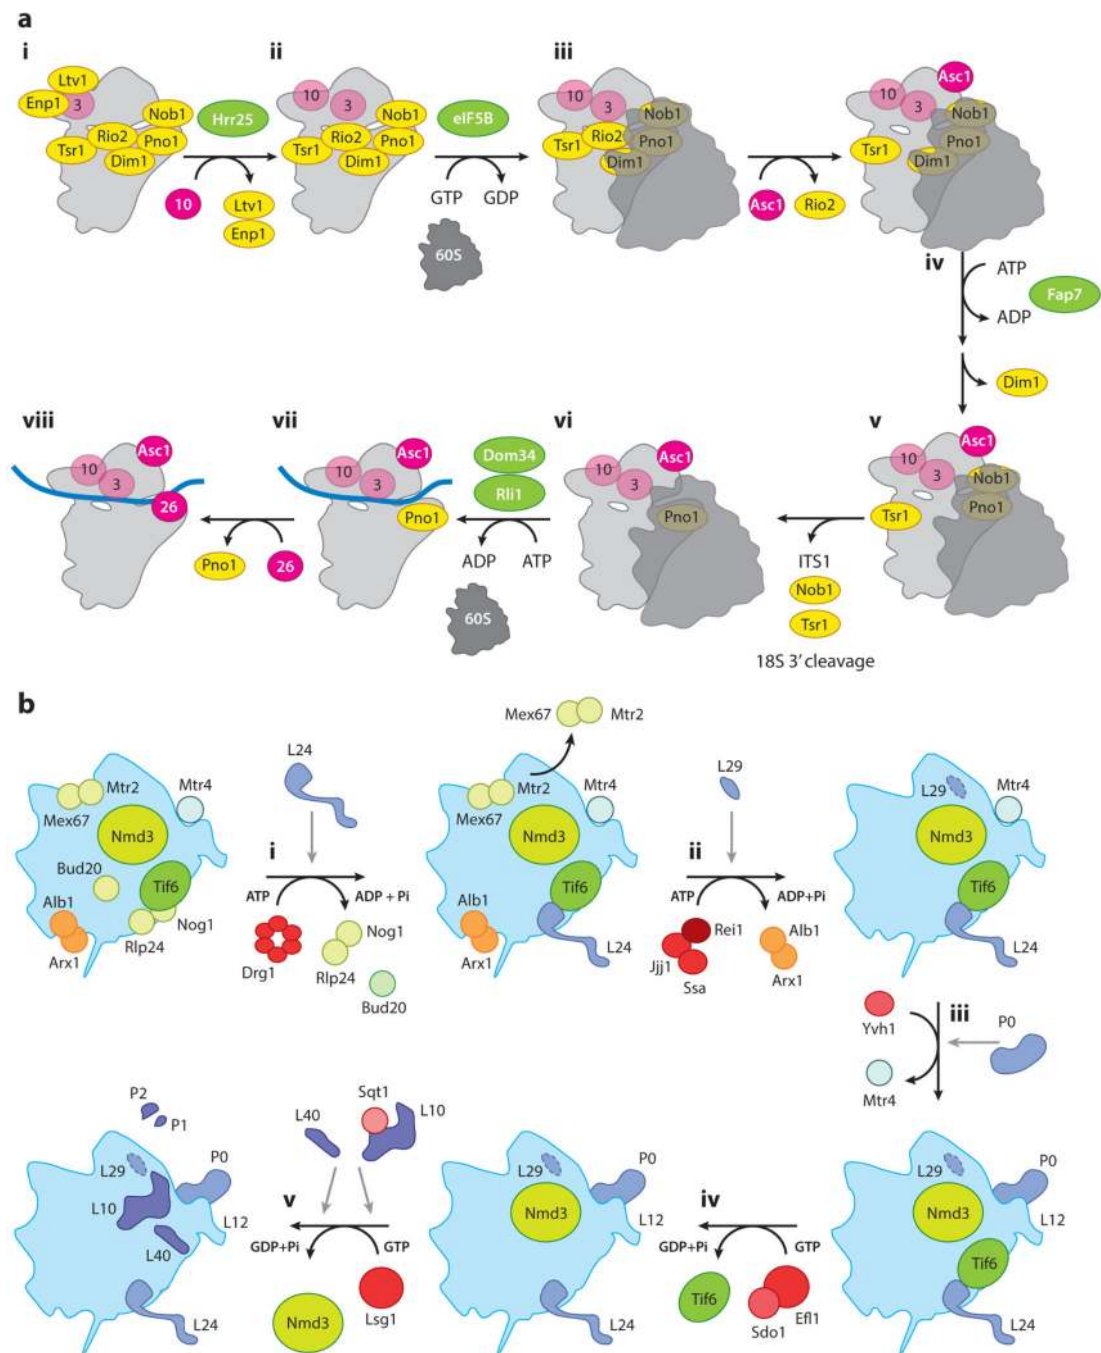 a
i
Ltv1
Enp1
3
Nob1
Rio2
Pno1
Tsr1
Dim1
Hrr25
10
Ltv1
Enp1
ii
10
3
Nob1
Rio2
Pno1
Tsr1
Dim1
eIF5B
GTP
GDP
60S
iii
10
3
Nob1
Rio2
Pno1
Tsr1
Dim1
Asc1
Rio2
Asc1
10
3
Nob1
Pno1
Tsr1
Dim1
iv
ATP
ADP
Fap7
Dim1
v
Asc1
10
3
Nob1
Pno1
Tsr1
ITS1
Nob1
Tsr1
18S 3′ cleavage
vi
Asc1
10
3
Pno1
Dom34
Rli1
ADP
ATP
60S
vii
Asc1
10
3
Pno1
Pno1
26
viii
Asc1
10
3
26
b
Mtr2
Mex67
Mtr4
Nmd3
Bud20
Tif6
Alb1
Nog1
Rlp24
Arx1
L24
i
ATP
ADP + Pi
Drg1
Nog1
Rlp24
Bud20
Mex67
Mtr2
Mtr2
Mex67
Mtr4
Nmd3
Tif6
Alb1
Arx1
L24
L29
ii
ATP
ADP+Pi
Rei1
Jjj1
Ssa
Alb1
Arx1
L29
Mtr4
Nmd3
Tif6
L24
Yvh1
iii
P0
Mtr4
L29
P0
Nmd3
L12
Tif6
L24
iv
GDP+Pi
GTP
Tif6
Sdo1
Efl1
L29
P0
Nmd3
L12
L24
Sqt1
L40
L10
v
GDP+Pi
GTP
Nmd3
Lsg1
P2
P1
P0
L29
L10
L12
L40
L24